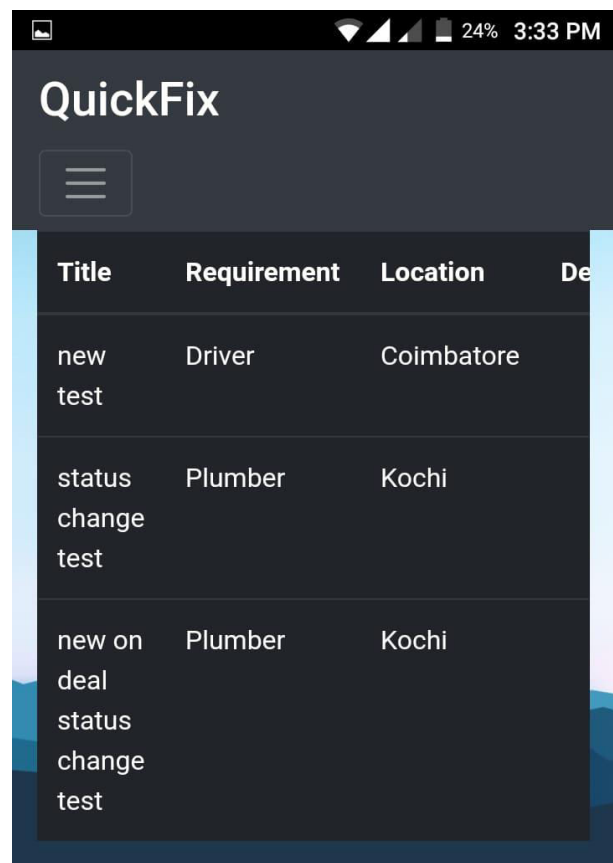 24% 3:33 PM
QuickFix
Title Requirement Location De
new Driver Coimbatore
test
status Plumber Kochi
change
test
new on Plumber Kochi
deal
status
change
test